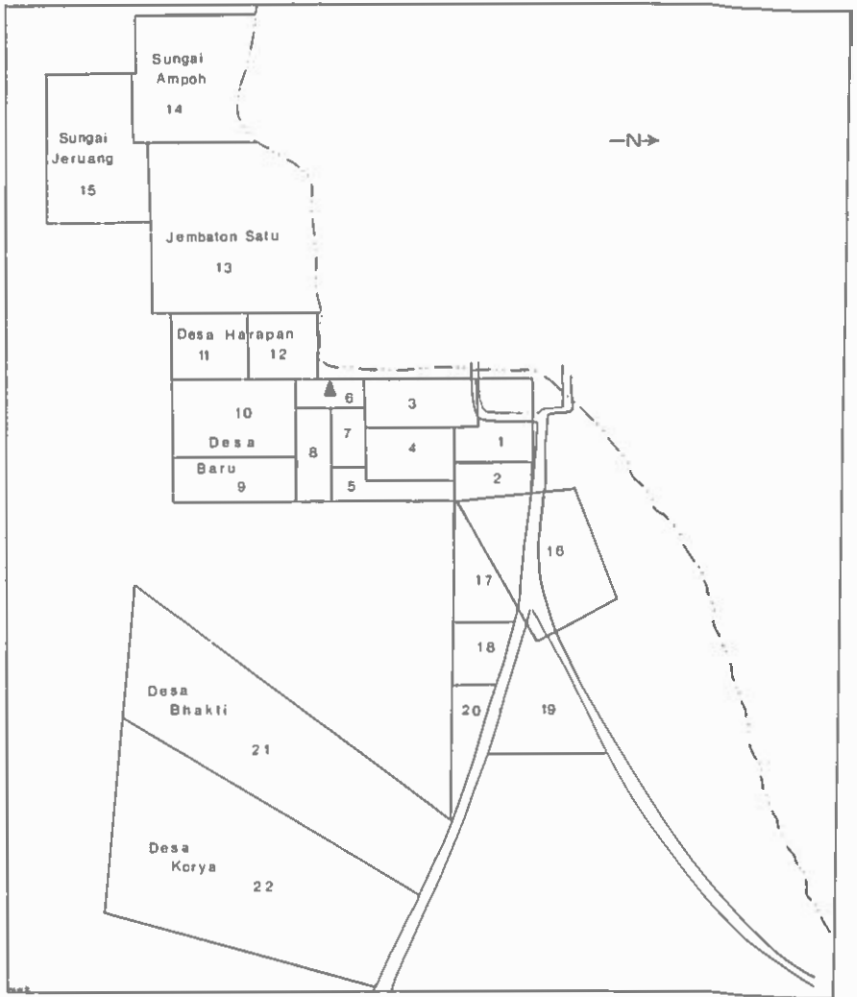 Sungai
Ampoh
14
Sungai
Jeruang
15
N
Jembaton Satu
13
Desa Harapan
11
12
6
3
10
Desa
7
8
1
4
Baru
9
5
2
16
17
18
20
19
Desa
Bhakti
21
Desa
Korya
22